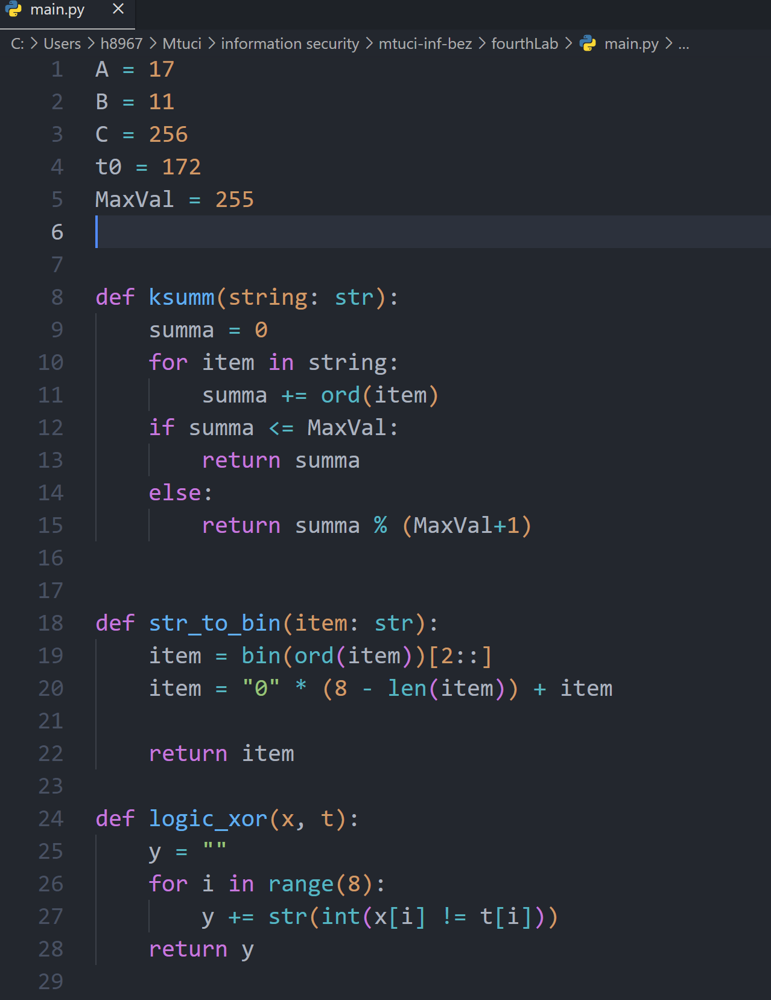 main.py
C: > Users > h8967 > Mtuci > information security > mtuci-inf-bez > fourthLab > main.py > ...
1 A = 17
2 B = 11
3 C = 256
4 t0 = 172
5 MaxVal = 255
6
7
8 def ksumm(string: str):
9     summa = 0
10     for item in string:
11         summa += ord(item)
12     if summa <= MaxVal:
13         return summa
14     else:
15         return summa % (MaxVal+1)
16
17
18 def str_to_bin(item: str):
19     item = bin(ord(item))[2::]
20     item = "0" * (8 - len(item)) + item
21
22     return item
23
24 def logic_xor(x, t):
25     y = ""
26     for i in range(8):
27         y += str(int(x[i] != t[i]))
28     return y
29